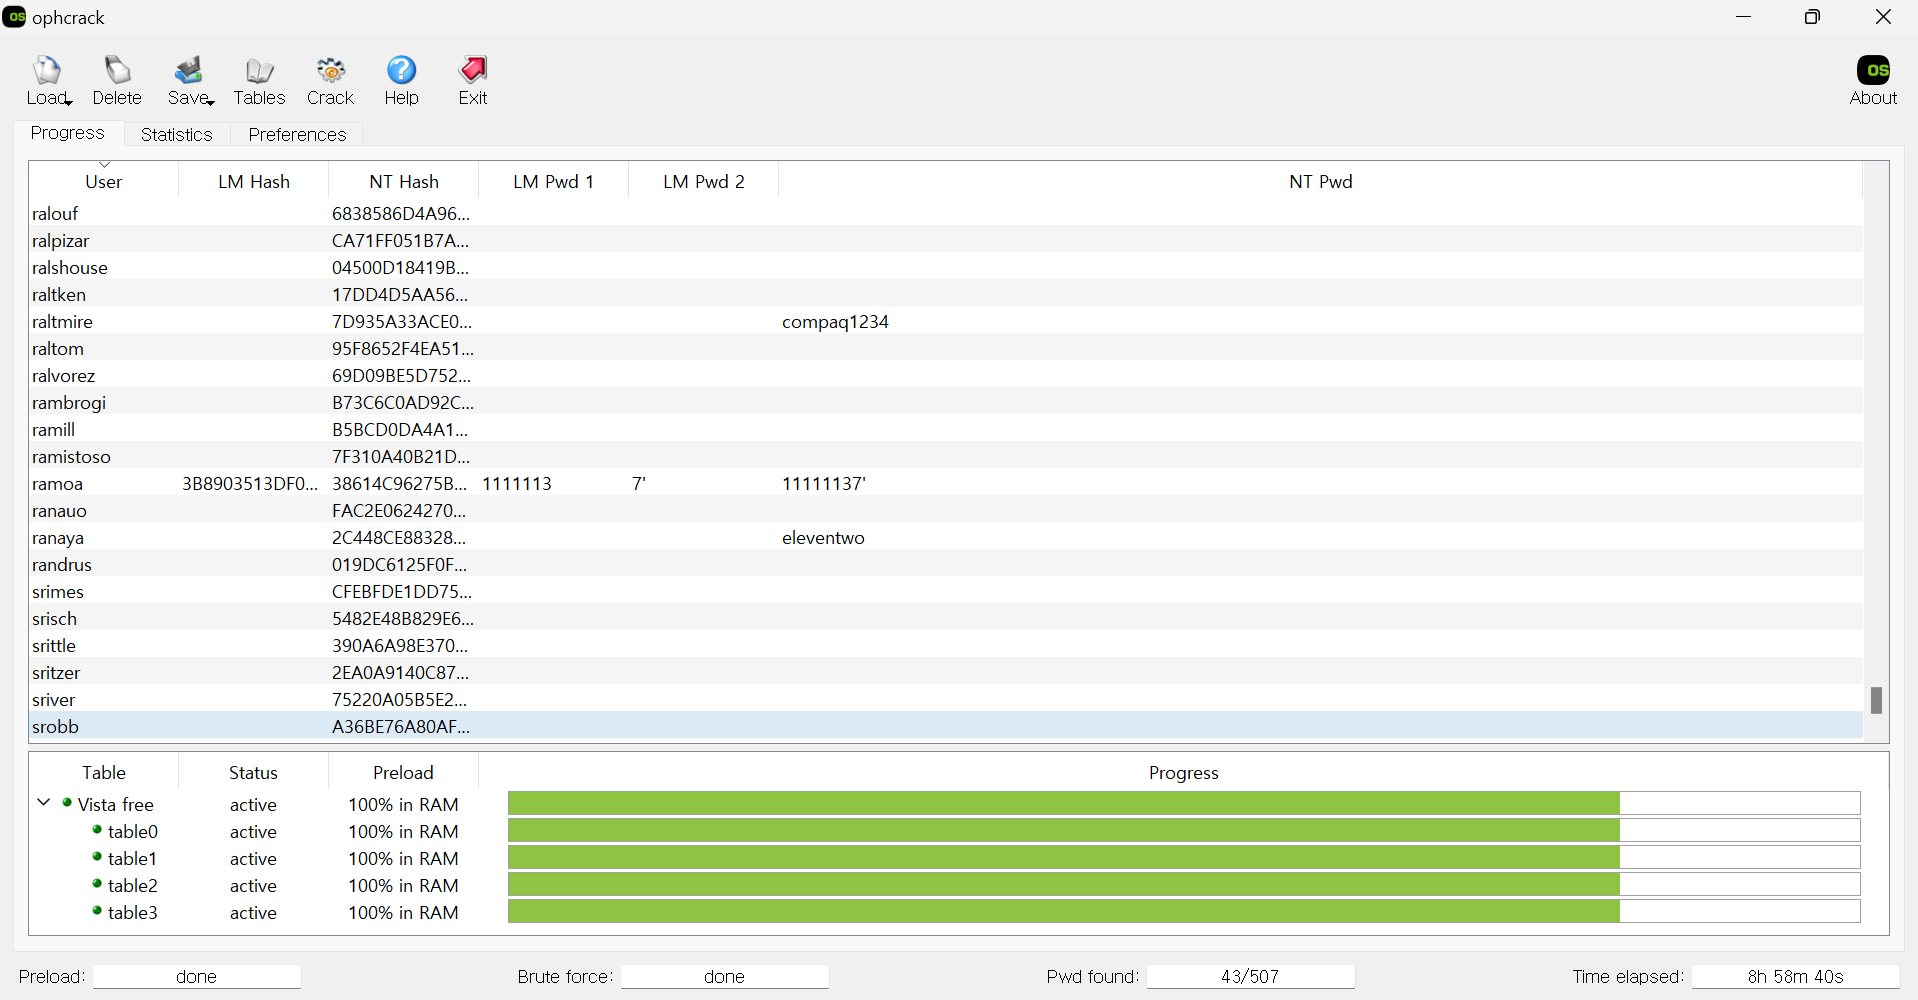 ophcrack
Load Delete Save Tables Crack Help Exit About
Progress Statistics Preferences
User LM Hash NT Hash LM Pwd 1 LM Pwd 2 NT Pwd
ralouf 6838586D4A96...
ralpizar CA71FF051B7A...
ralshouse 04500D18419B...
raltken 17DD4D5AA56...
raltmire 7D935A33ACE0... compaq1234
raltom 95F8652F4EA51...
ralvorez 69D09BE5D752...
rambrogi B73C6C0AD92C...
ramill B5BCD0DA4A1...
ramistoso 7F310A40B21D...
ramoa 3B8903513DF0... 38614C96275B... 1111113 7' 11111137'
ranauo FAC2E0624270...
ranaya 2C448CE88328... eleventwo
randrus 019DC6125F0F...
srimes CFEBFDE1DD75...
srisch 5482E48B829E6...
srittle 390A6A98E370...
sritzer 2EA0A9140C87...
sriver 75220A05B5E2...
srobb A36BE76A80AF...
Table Status Preload Progress
Vista free active 100% in RAM
table0 active 100% in RAM
table1 active 100% in RAM
table2 active 100% in RAM
table3 active 100% in RAM
Preload: done Brute force: done Pwd found: 43/507 Time elapsed: 8h 58m 40s